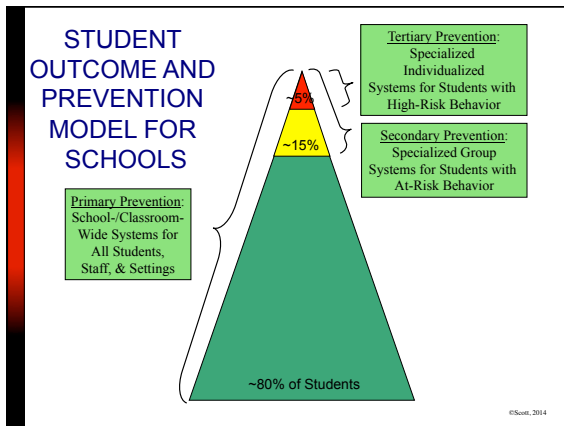 STUDENT
OUTCOME AND
PREVENTION
MODEL FOR
SCHOOLS
Tertiary Prevention:
Specialized
Individualized
Systems for Students with
High-Risk Behavior
~5%
~15%
Secondary Prevention:
Specialized Group
Systems for Students with
At-Risk Behavior
Primary Prevention:
School-/Classroom-
Wide Systems for
All Students,
Staff, & Settings
~80% of Students
©Scott, 2014